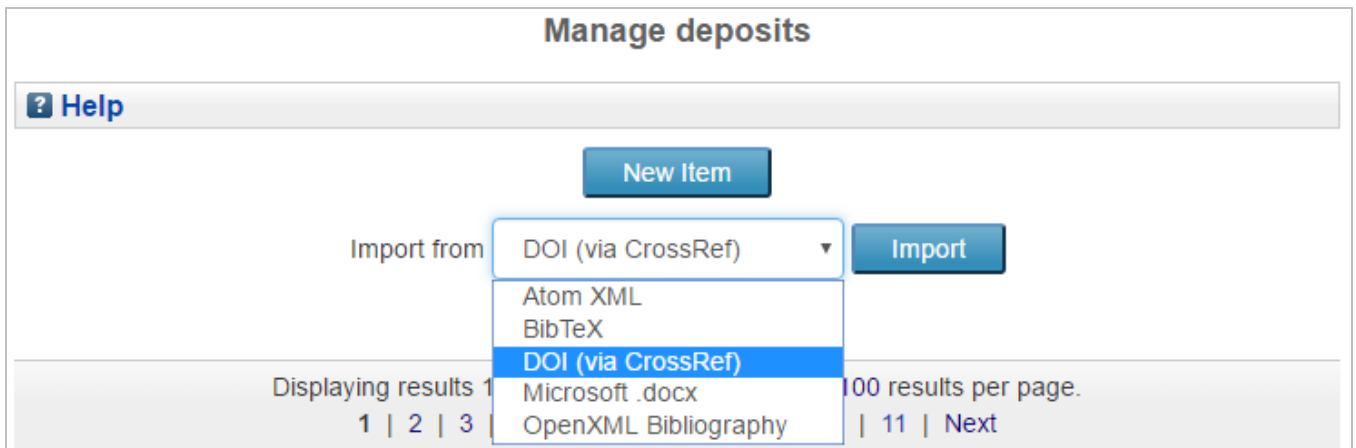 Manage deposits
? Help
New Item
Import from DOI (via CrossRef) Import
Atom XML
BibTeX
DOI (via CrossRef)
Microsoft .docx
OpenXML Bibliography
Displaying results 1 100 results per page.
1 | 2 | 3 | | 11 | Next